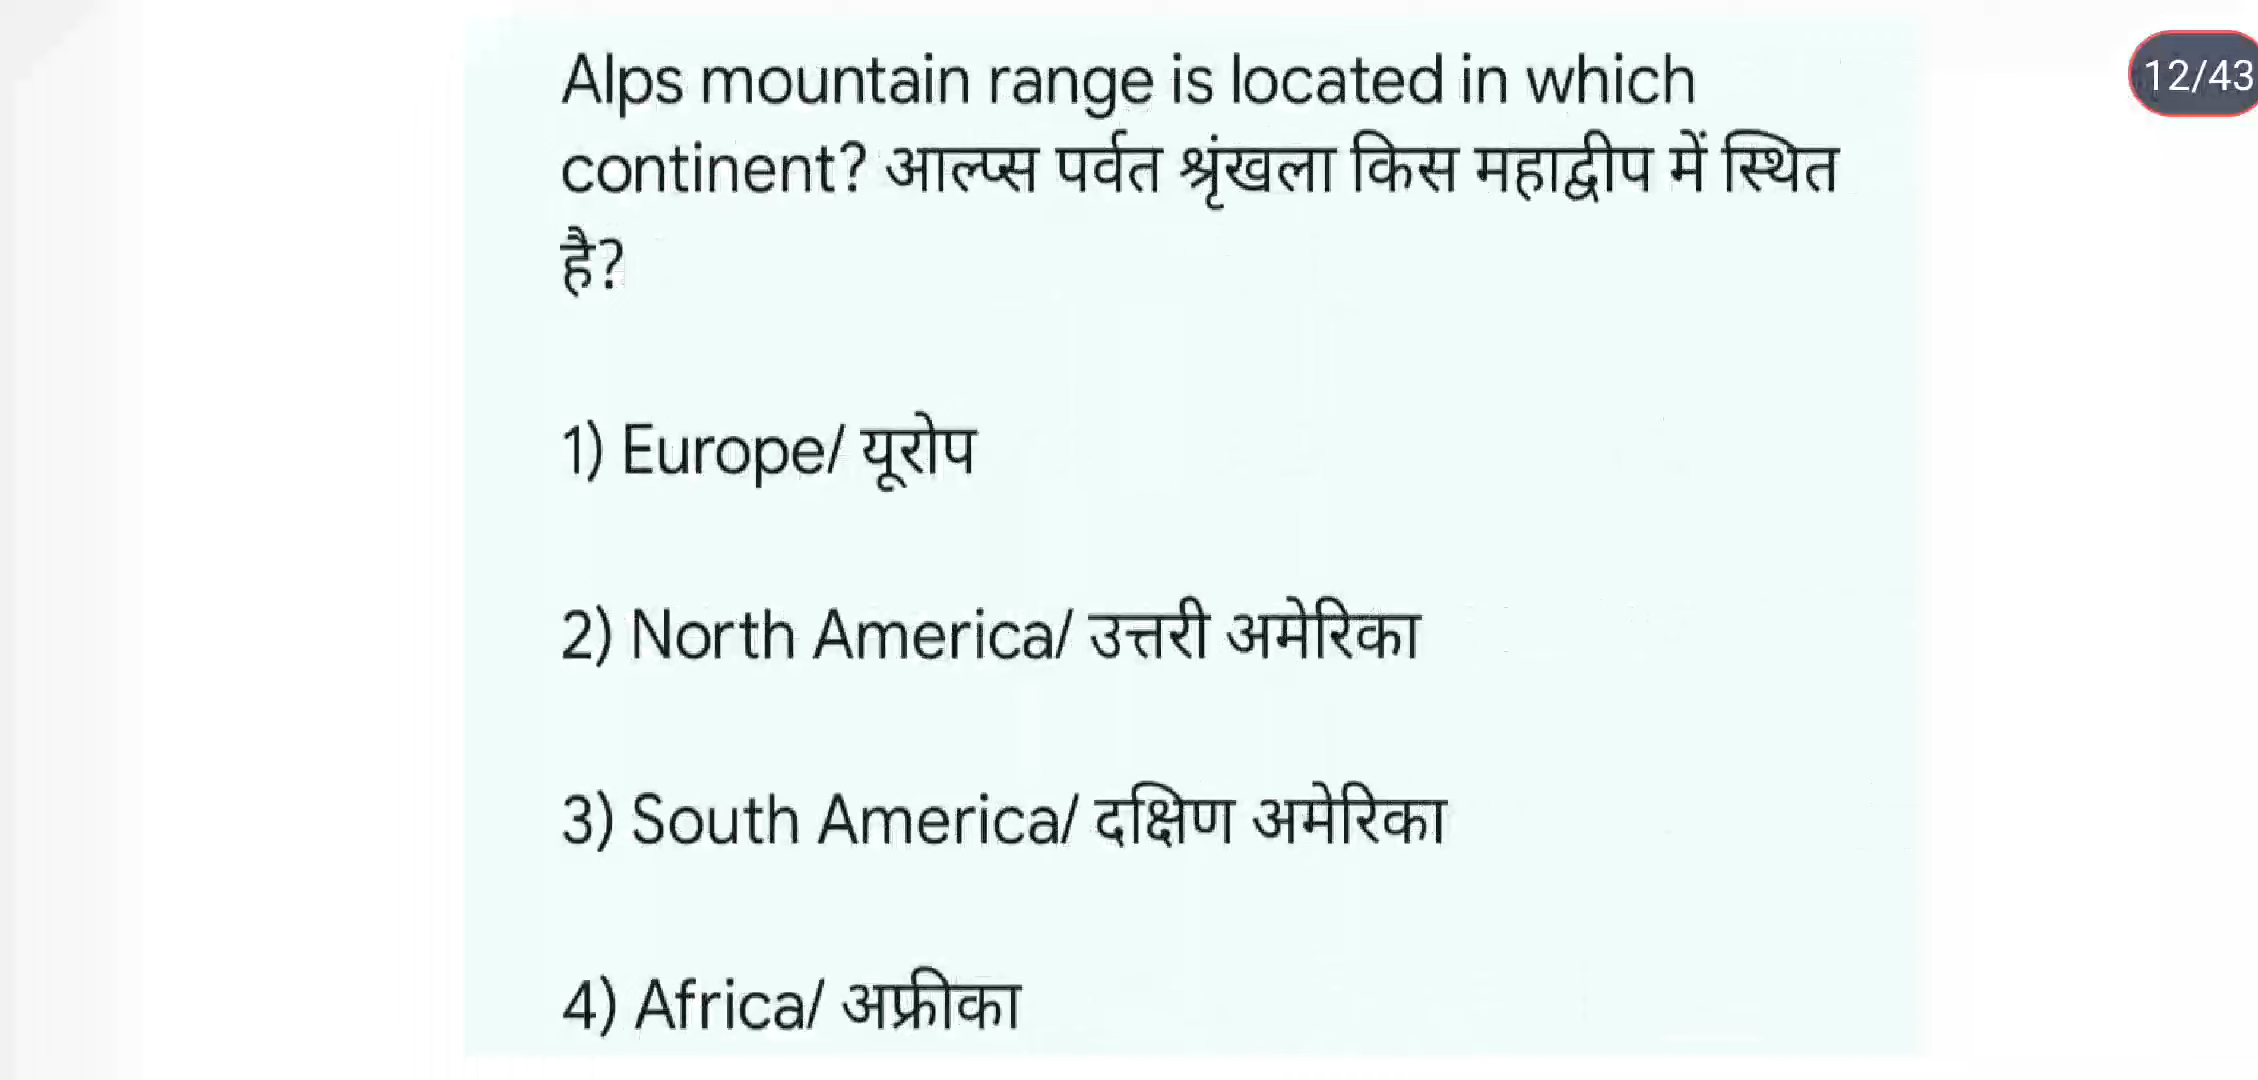 Alps mountain range is located in which
12/43
continent? आल्प्स पर्वत श्रृंखला किस महाद्वीप में स्थित
है?
1) Europe/ यूरोप
2) North America/ उत्तरी अमेरिका
3) South America/ दक्षिण अमेरिका
4) Africa/ अफ्रीका